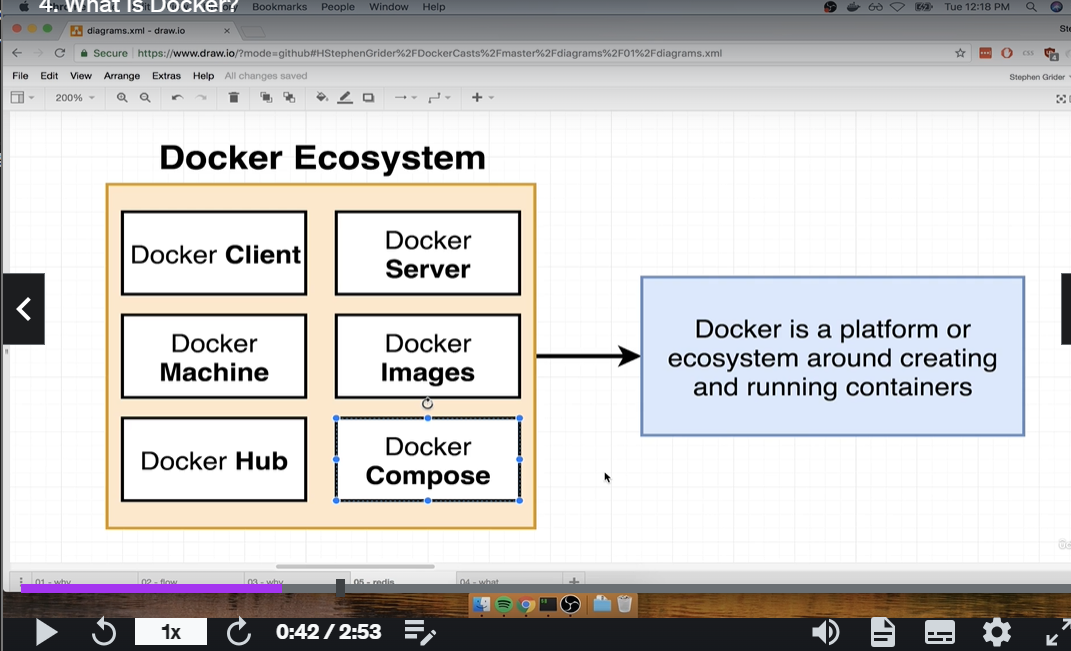 4. What is Docker?
Bookmarks People Window Help
Tue 12:18 PM
diagrams.xml - draw.io
Secure https://www.draw.io/?mode=github#HStephenGrider%2FDockerCasts%2Fmaster%2Fdiagrams%2F01%2Fdiagrams.xml
File Edit View Arrange Extras Help All changes saved
Stephen Grider
200%
Docker Ecosystem
Docker Client
Docker
Server
Docker
Machine
Docker
Images
Docker Hub
Docker
Compose
Docker is a platform or
ecosystem around creating
and running containers
01 - why 02 - flow 03 - why 05 - redis 04 - what
1x 0:42 / 2:53